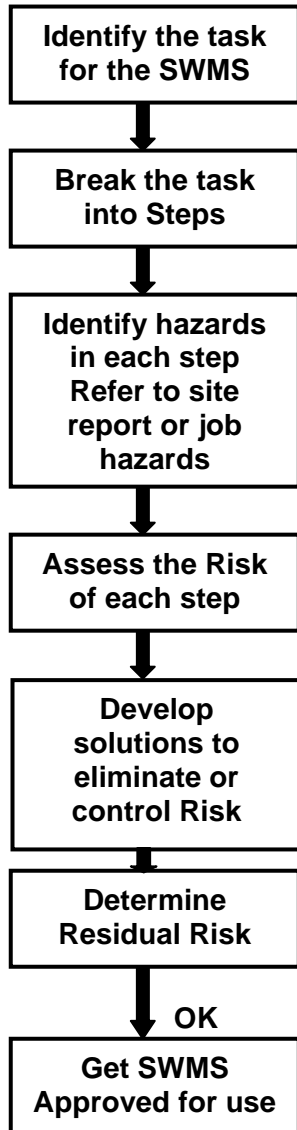 Identify the task
for the SWMS
Break the task
into Steps
Identify hazards
in each step
Refer to site
report or job
hazards
Assess the Risk
of each step
Develop
solutions to
eliminate or
control Risk
Determine
Residual Risk
OK
Get SWMS
Approved for use